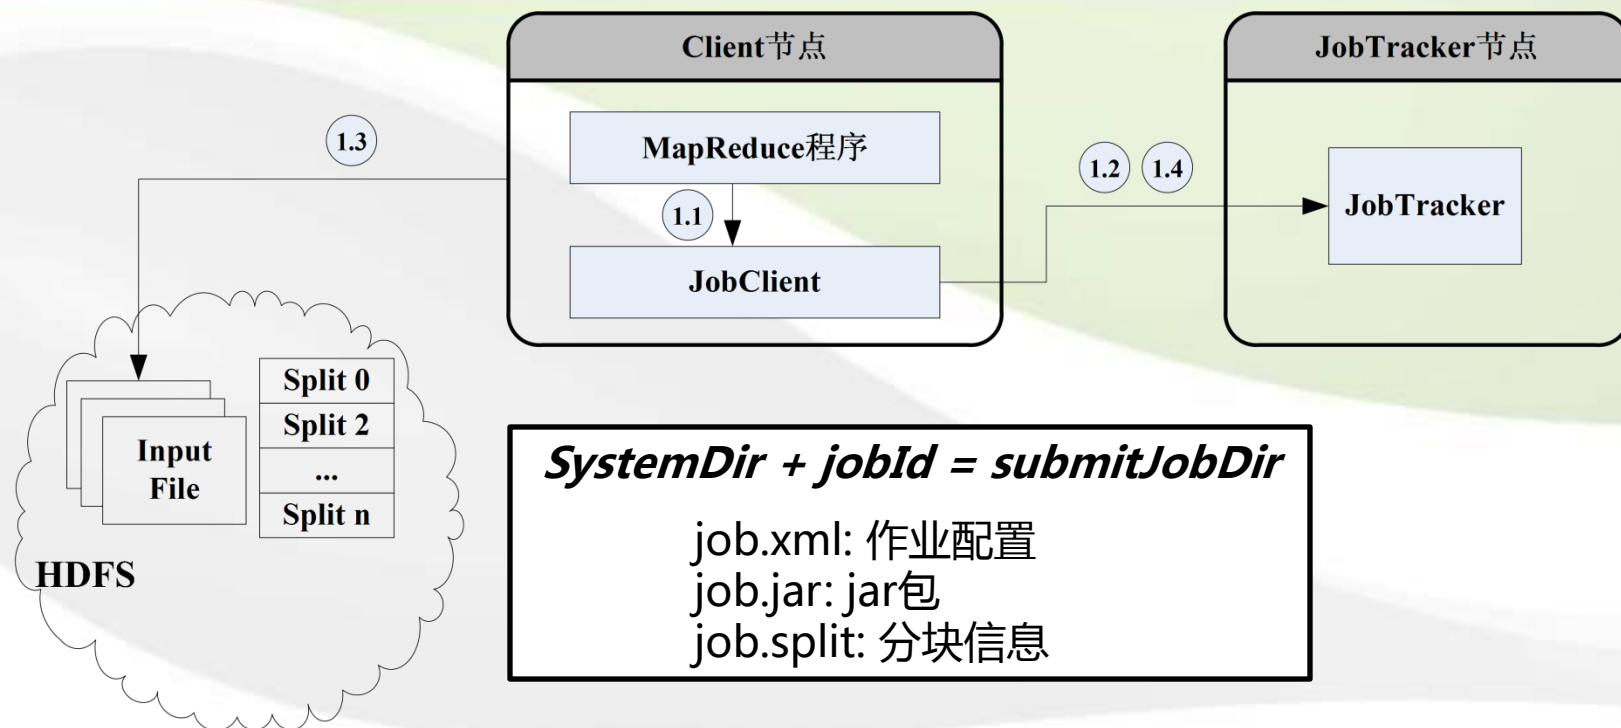 Client节点
JobTracker节点
1.3
MapReduce程序
1.2
1.4
1.1
JobTracker
JobClient
Split 0
Split 2
...
Split n
Input
File
HDFS
SystemDir + jobId = submitJobDir
job.xml: 作业配置
job.jar: jar包
job.split: 分块信息